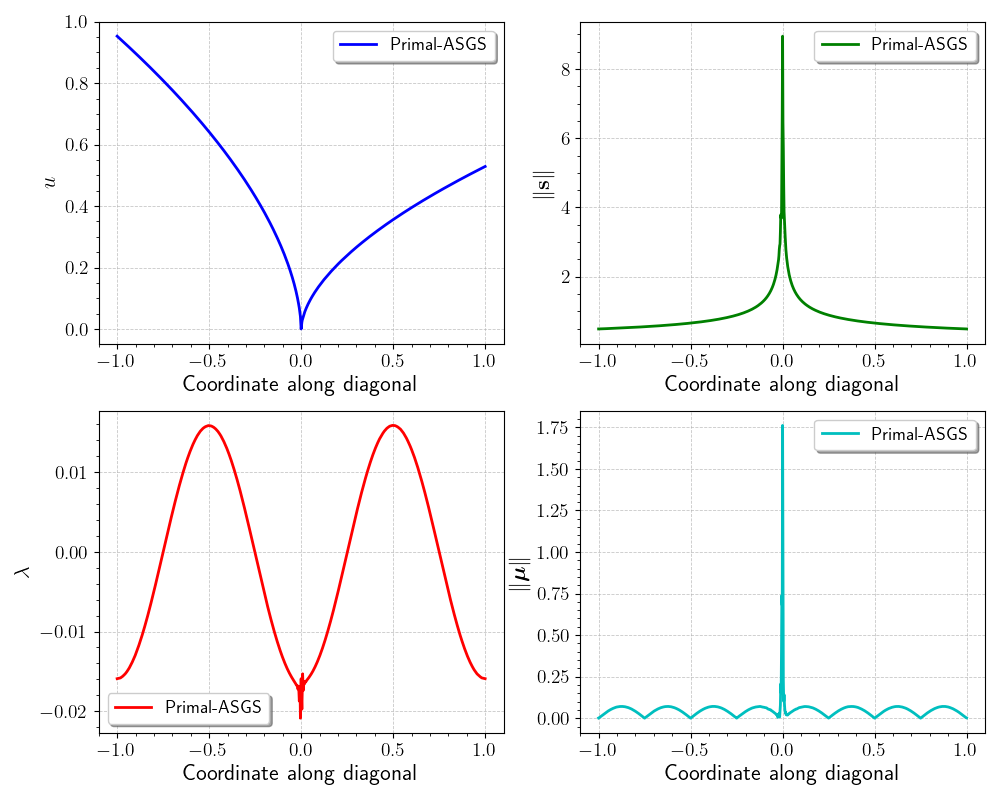 1.0
0.8
0.6
0.4
0.2
0.0
u
Primal-ASGS
−1.0 −0.5 0.0 0.5 1.0
Coordinate along diagonal
8
6
4
2
‖s‖
Primal-ASGS
−1.0 −0.5 0.0 0.5 1.0
Coordinate along diagonal
0.01
0.00
−0.01
−0.02
λ
Primal-ASGS
−1.0 −0.5 0.0 0.5 1.0
Coordinate along diagonal
1.75
1.50
1.25
1.00
0.75
0.50
0.25
0.00
‖μ‖
Primal-ASGS
−1.0 −0.5 0.0 0.5 1.0
Coordinate along diagonal